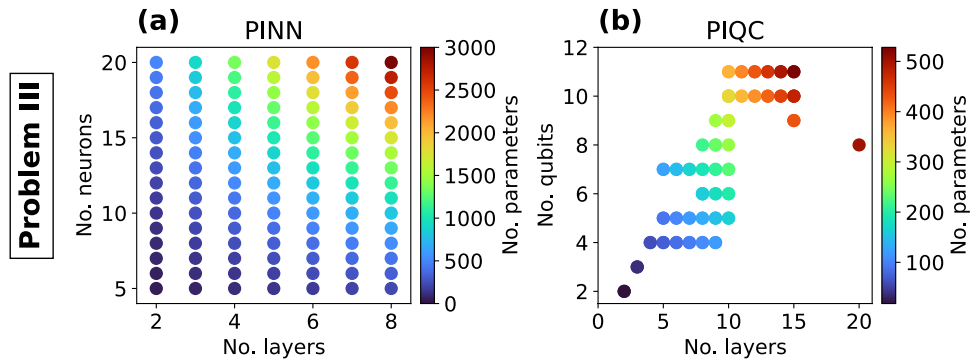 Problem III
(a)
PINN
20
15
10
5
No. neurons
2
4
6
8
No. layers
3000
2500
2000
1500
1000
500
0
No. parameters
(b)
PIQC
12
10
8
6
4
2
No. qubits
0
5
10
15
20
No. layers
500
400
300
200
100
No. parameters